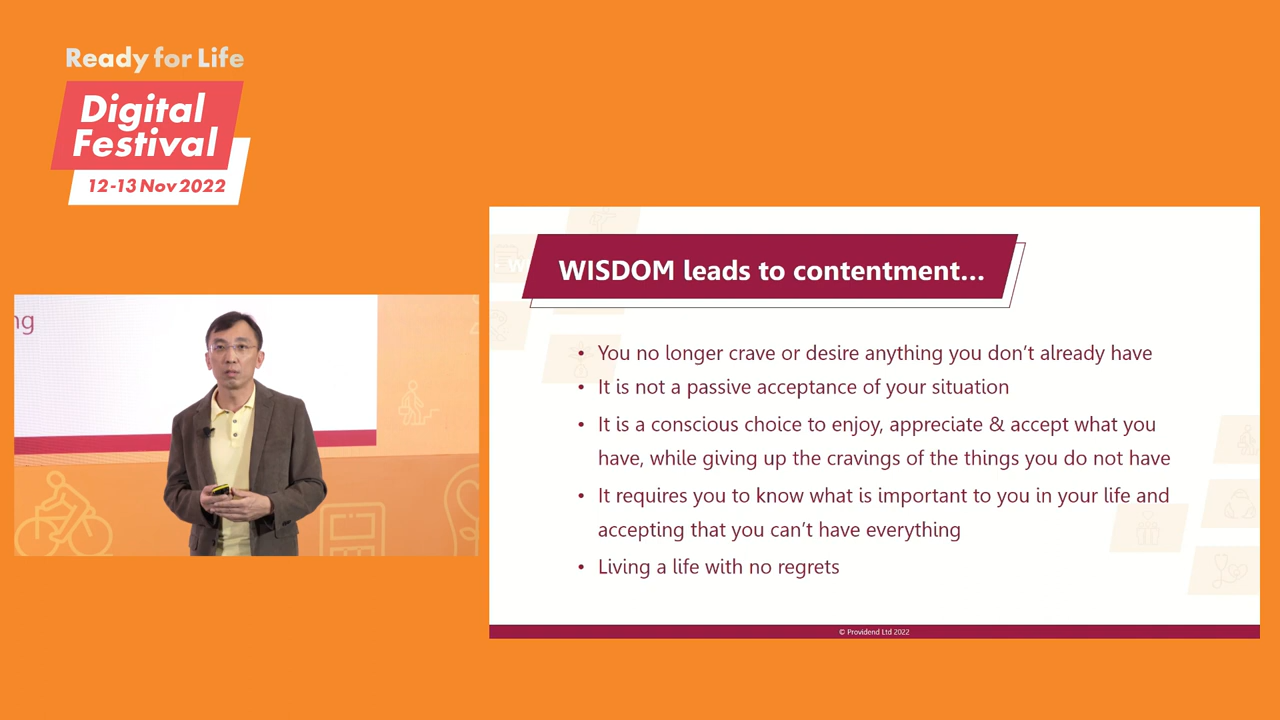 Ready for Life
Digital
Festival
12-13 Nov 2022
ng
WISDOM leads to contentment...
• You no longer crave or desire anything you don't already have
• It is not a passive acceptance of your situation
• It is a conscious choice to enjoy, appreciate & accept what you
have, while giving up the cravings of the things you do not have
• It requires you to know what is important to you in your life and
accepting that you can't have everything
• Living a life with no regrets
© Providend Ltd 2022